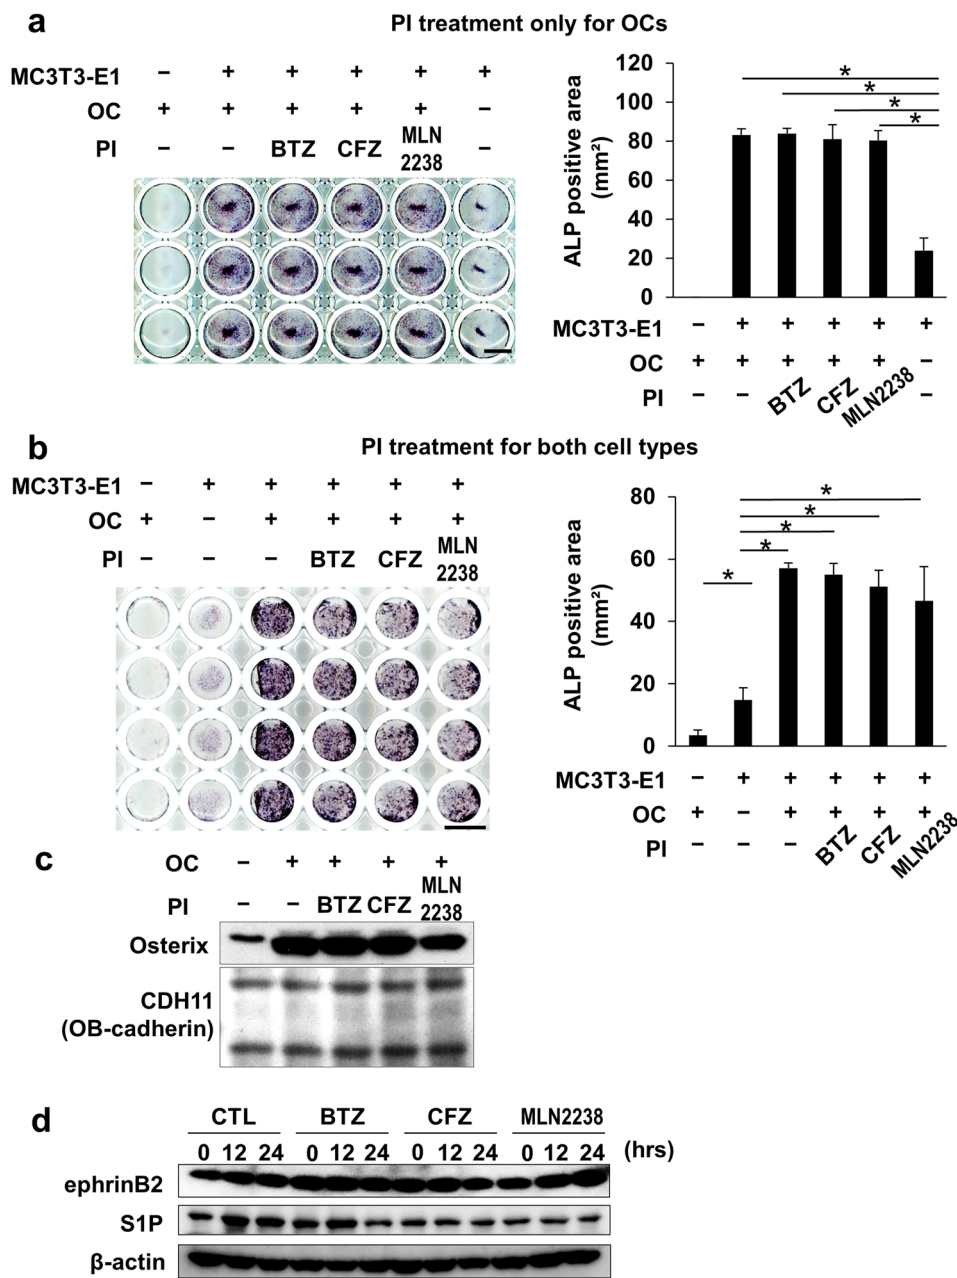 a
PI treatment only for OCs
MC3T3-E1 – + + + + +
OC + + + + + –
PI – – BTZ CFZ MLN 2238 –
ALP positive area (mm²)
120
100
80
60
40
20
0
* * * *
MC3T3-E1 – + + + + +
OC + + + + + –
PI – – BTZ CFZ MLN2238 –
b
PI treatment for both cell types
MC3T3-E1 – + + + + +
OC + – + + + +
PI – – – BTZ CFZ MLN 2238
ALP positive area (mm²)
80
60
40
20
0
* * * * *
MC3T3-E1 – + + + + +
OC + – + + + +
PI – – – BTZ CFZ MLN2238
c
OC – + + + +
PI – – BTZ CFZ MLN 2238
Osterix
CDH11
(OB-cadherin)
d
CTL BTZ CFZ MLN2238
0 12 24 0 12 24 0 12 24 0 12 24 (hrs)
ephrinB2
S1P
β-actin